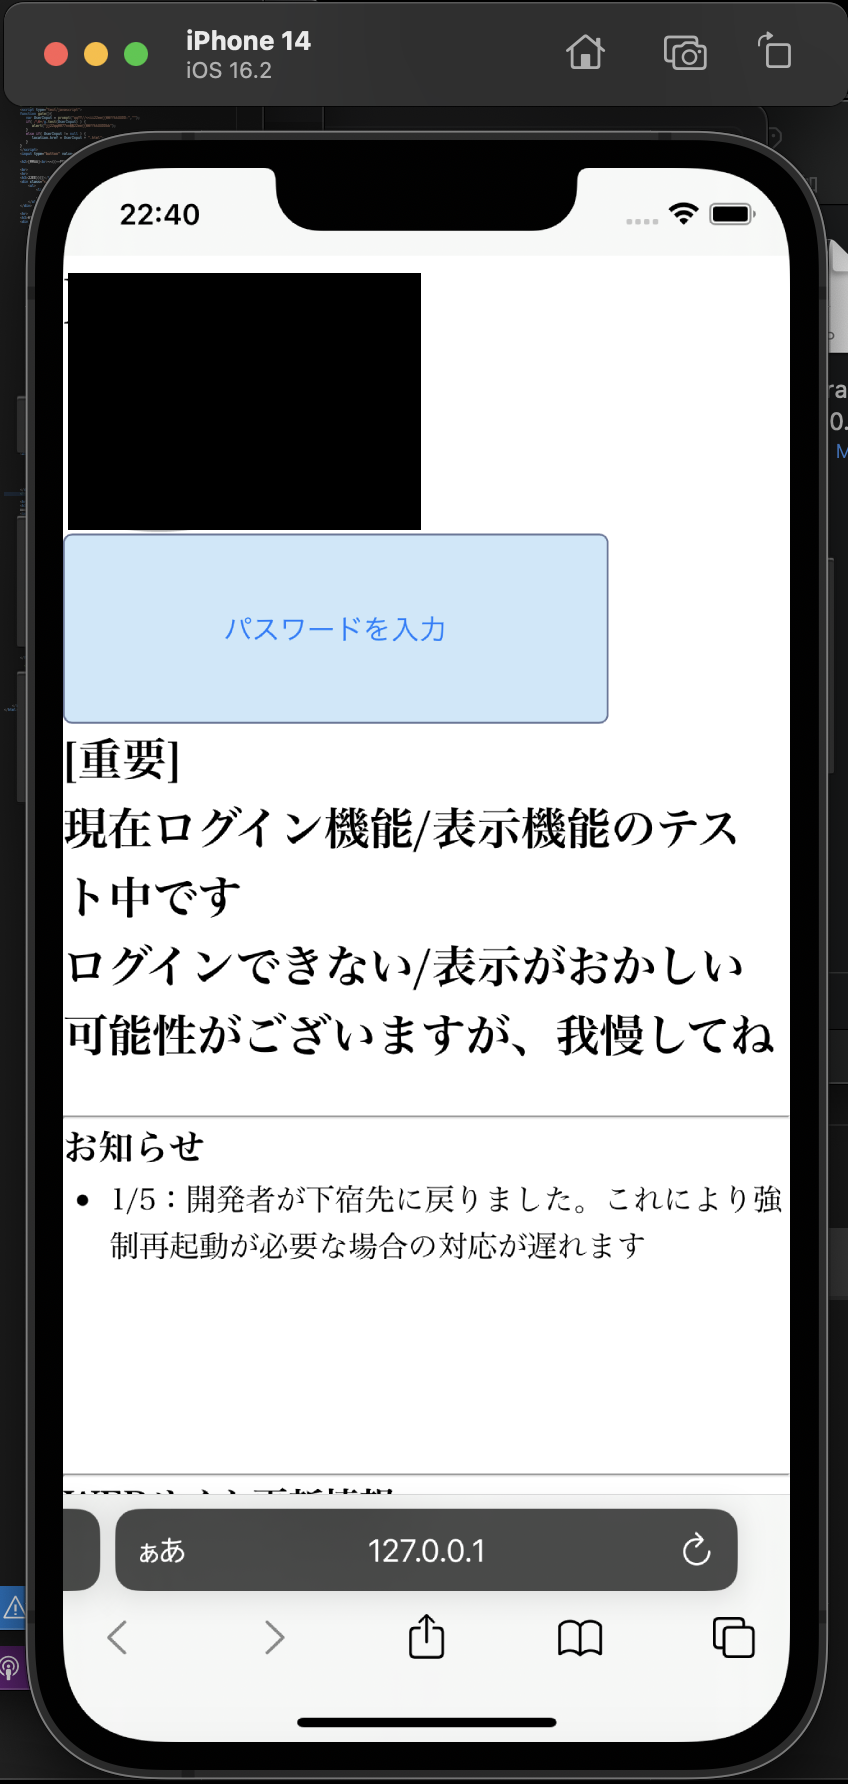 iPhone 14
iOS 16.2
22:40
パスワードを入力
[重要]
現在ログイン機能/表示機能のテス
ト中です
ログインできない/表示がおかしい
可能性がございますが、我慢してね
お知らせ
1/5：開発者が下宿先に戻りました。これにより強
制再起動が必要な場合の対応が遅れます
ぁあ
127.0.0.1